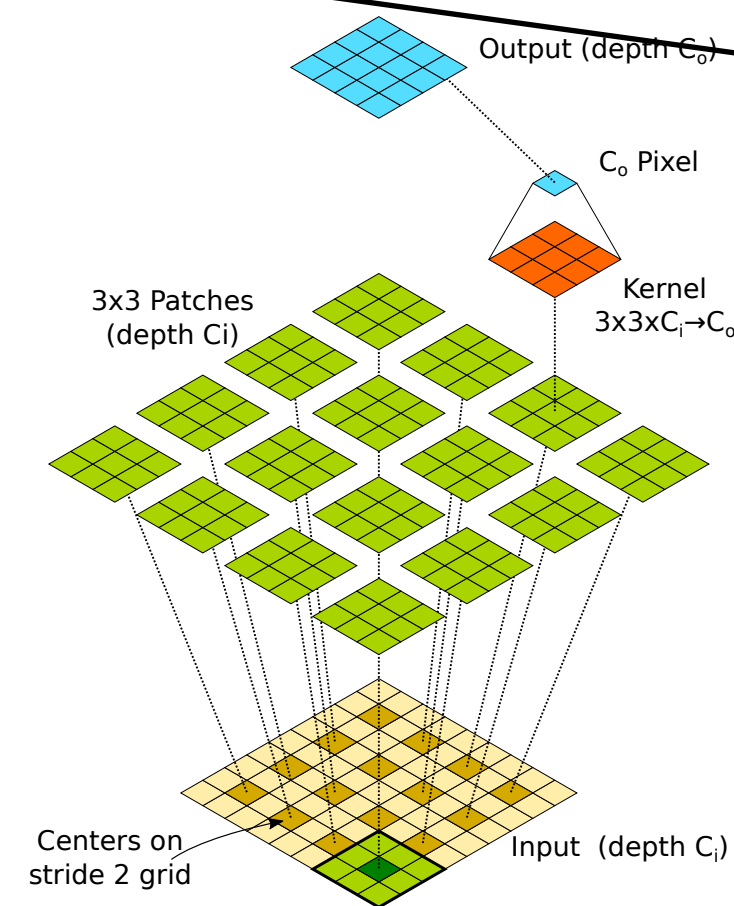 Output (depth Cₒ)
Cₒ Pixel
3x3 Patches
(depth Ci)
Kernel
3x3xCᵢ→Cₒ
Centers on
stride 2 grid
Input (depth Cᵢ)